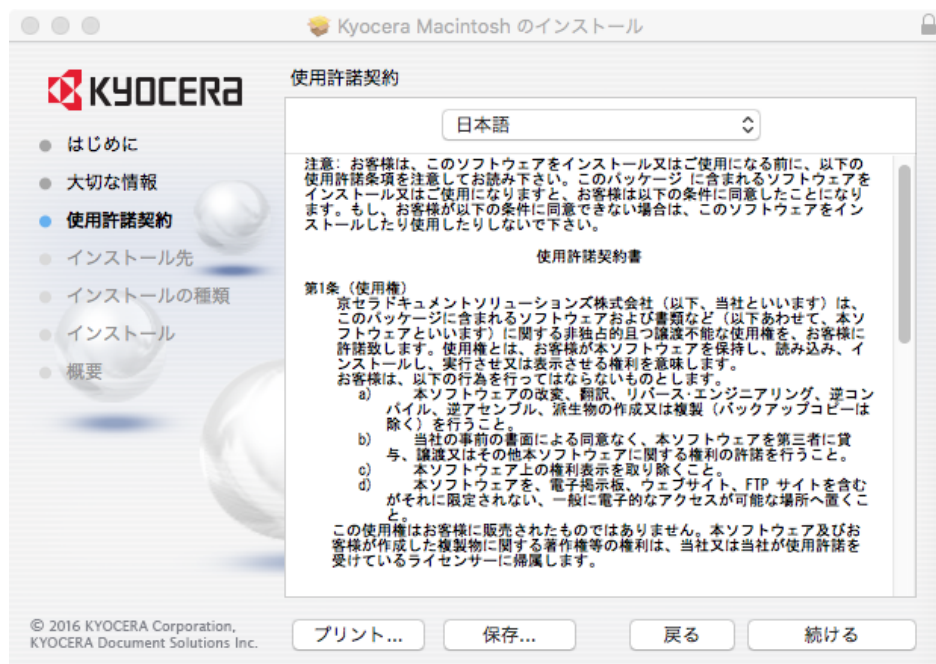 Kyocera Macintosh のインストール
KYOCERA
使用許諾契約
日本語
はじめに
大切な情報
使用許諾契約
インストール先
インストールの種類
インストール
概要
注意: お客様は、このソフトウェアをインストール又はご使用になる前に、以下の
使用許諾条項を注意してお読み下さい。このパッケージ に含まれるソフトウェアを
インストール又はご使用になりますと、お客様は以下の条件に同意したことになり
ます。もし、お客様が以下の条件に同意できない場合は、このソフトウェアをイン
ストールしたり使用したりしないで下さい。
使用許諾契約書
第1条（使用権）
京セラドキュメントソリューションズ株式会社（以下、当社といいます）は、
このパッケージに含まれるソフトウェアおよび書類など（以下あわせて、本ソ
フトウェアといいます）に関する非独占的且つ譲渡不能な使用権を、お客様に
許諾致します。使用権とは、お客様が本ソフトウェアを保持し、読み込み、イ
ンストールし、実行させ又は表示させる権利を意味します。
お客様は、以下の行為を行ってはならないものとします。
a) 本ソフトウェアの改変、翻訳、リバース・エンジニアリング、逆コン
パイル、逆アセンブル、派生物の作成又は複製（バックアップコピーは
除く）を行うこと。
b) 当社の事前の書面による同意なく、本ソフトウェアを第三者に貸
与、譲渡又はその他本ソフトウェアに関する権利の許諾を行うこと。
c) 本ソフトウェア上の権利表示を取り除くこと。
d) 本ソフトウェアを、電子掲示板、ウェブサイト、FTP サイトを含む
がそれに限定されない、一般に電子的なアクセスが可能な場所へ置くこ
と。
この使用権はお客様に販売されたものではありません。本ソフトウェア及びお
客様が作成した複製物に関する著作権等の権利は、当社又は当社が使用許諾を
受けているライセンサーに帰属します。
© 2016 KYOCERA Corporation,
KYOCERA Document Solutions Inc.
プリント...
保存...
戻る
続ける